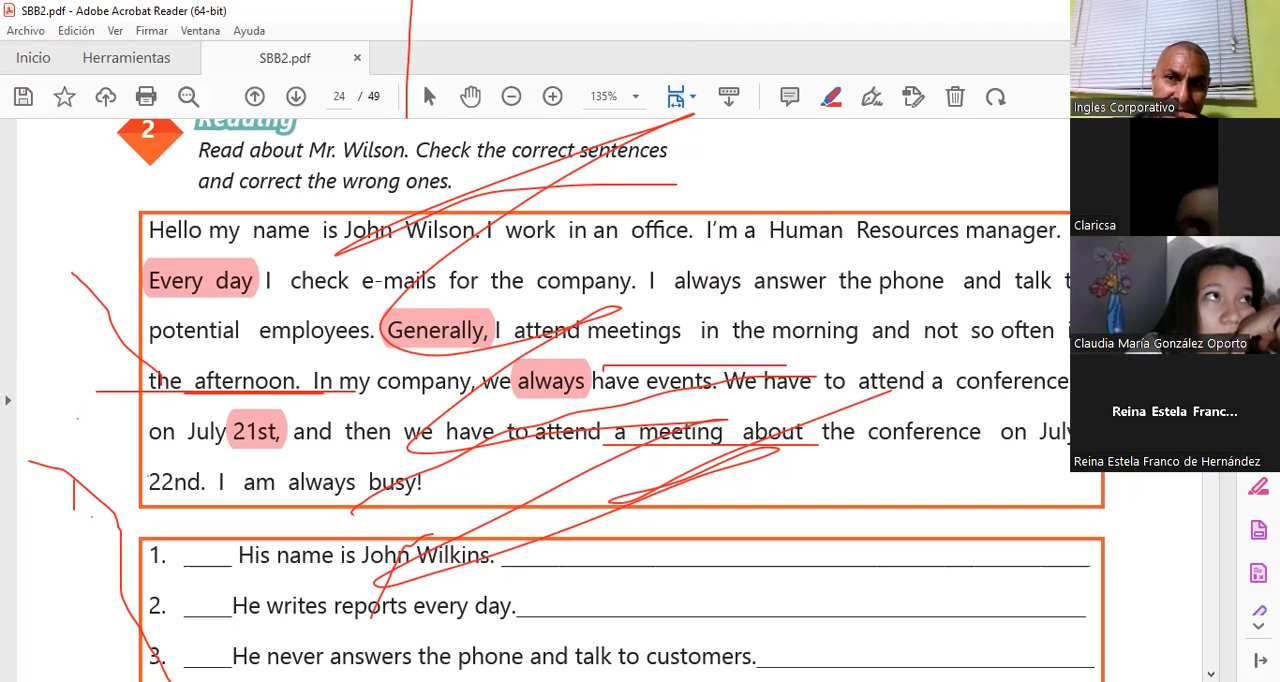 SBB2.pdf - Adobe Acrobat Reader (64-bit)
Archivo Edición Ver Firmar Ventana Ayuda
Inicio Herramientas SBB2.pdf ×
24 / 49 135%
2 Reading
Read about Mr. Wilson. Check the correct sentences
and correct the wrong ones.
Hello my name is John Wilson. I work in an office. I'm a Human Resources manager.
Every day I check e-mails for the company. I always answer the phone and talk
potential employees. Generally, I attend meetings in the morning and not so often
the afternoon. In my company, we always have events. We have to attend a conference
on July 21st, and then we have to attend a meeting about the conference on July
22nd. I am always busy!
1. ____ His name is John Wilkins. ____
2. ____He writes reports every day.____
3. ____He never answers the phone and talk to customers.____
Ingles Corporativo
Claricsa
Claudia María González Oporto
Reina Estela Franc...
Reina Estela Franco de Hernández